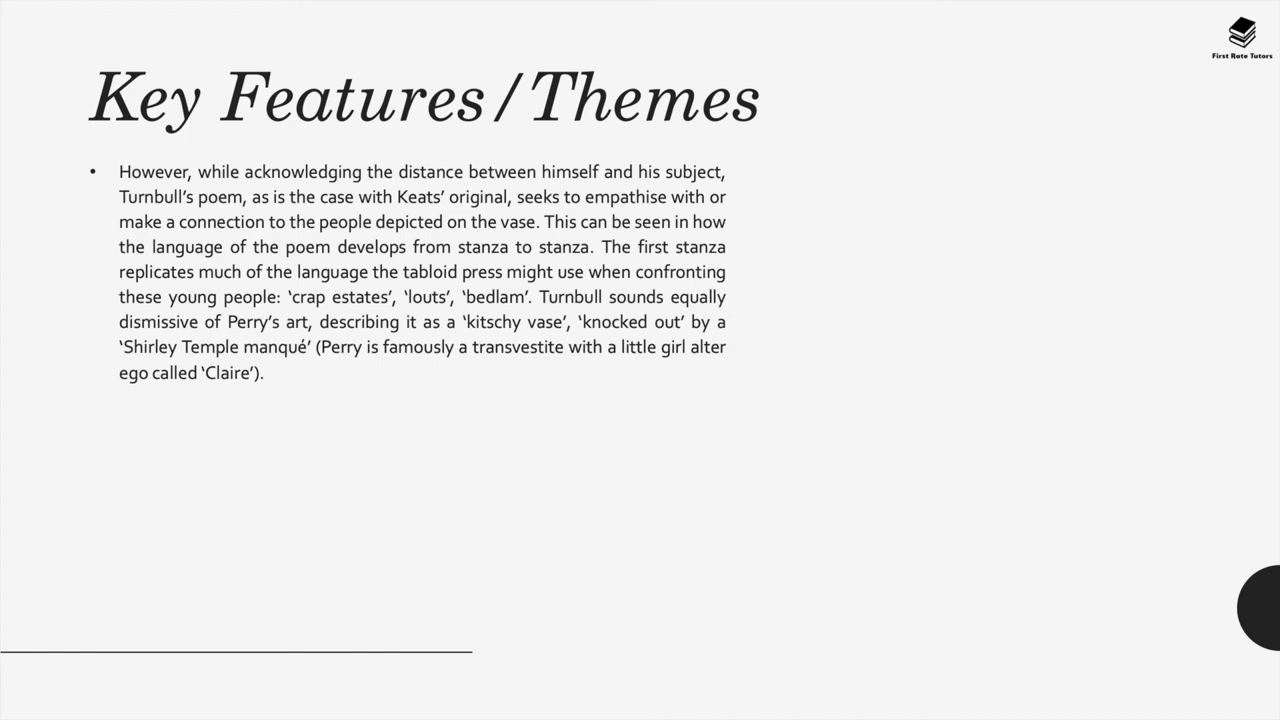 First Rate Tutors
Key Features/Themes
• However, while acknowledging the distance between himself and his subject,
Turnbull’s poem, as is the case with Keats’ original, seeks to empathise with or
make a connection to the people depicted on the vase. This can be seen in how
the language of the poem develops from stanza to stanza. The first stanza
replicates much of the language the tabloid press might use when confronting
these young people: ‘crap estates’, ‘louts’, ‘bedlam’. Turnbull sounds equally
dismissive of Perry’s art, describing it as a ‘kitschy vase’, ‘knocked out’ by a
‘Shirley Temple manqué’ (Perry is famously a transvestite with a little girl alter
ego called ‘Claire’).